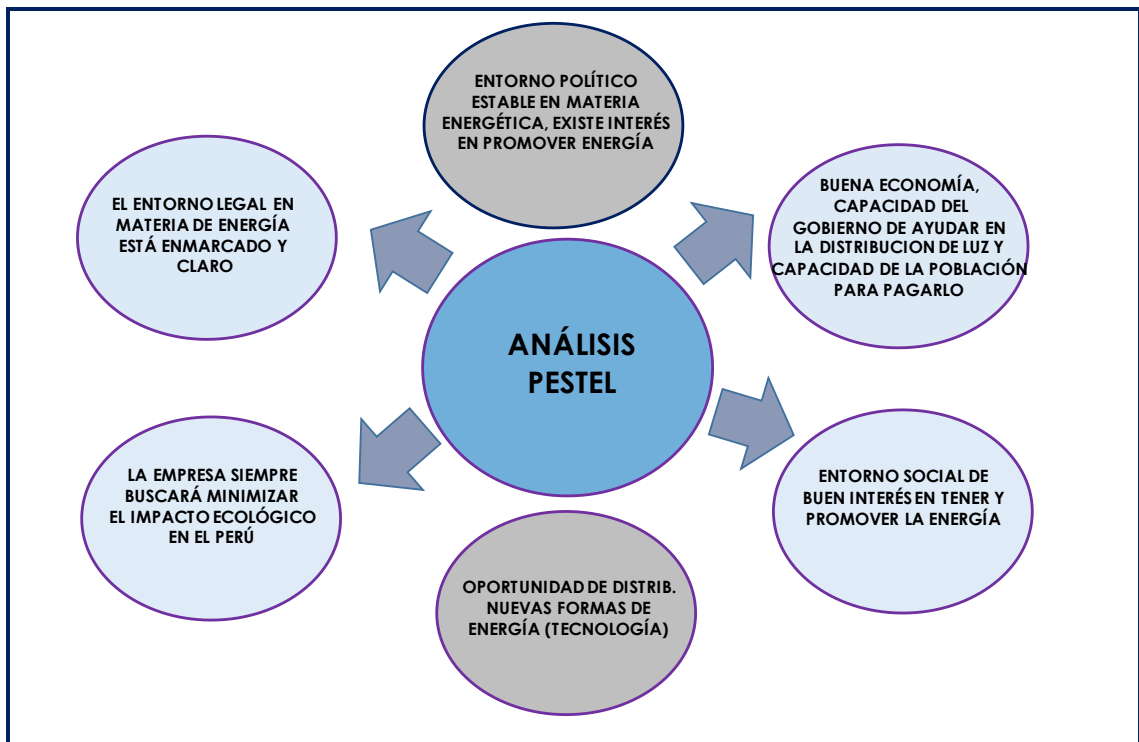 ENTORNO POLÍTICO
ESTABLE EN MATERIA
ENERGÉTICA, EXISTE INTERÉS
EN PROMOVER ENERGÍA
EL ENTORNO LEGAL EN
MATERIA DE ENERGÍA
ESTÁ ENMARCADO Y
CLARO
BUENA ECONOMÍA,
CAPACIDAD DEL
GOBIERNO DE AYUDAR EN
LA DISTRIBUCION DE LUZ Y
CAPACIDAD DE LA POBLACIÓN
PARA PAGARLO
ANÁLISIS
PESTEL
LA EMPRESA SIEMPRE
BUSCARÁ MINIMIZAR
EL IMPACTO ECOLÓGICO
EN EL PERÚ
ENTORNO SOCIAL DE
BUEN INTERÉS EN TENER Y
PROMOVER LA ENERGÍA
OPORTUNIDAD DE DISTRIB.
NUEVAS FORMAS DE
ENERGÍA (TECNOLOGÍA)